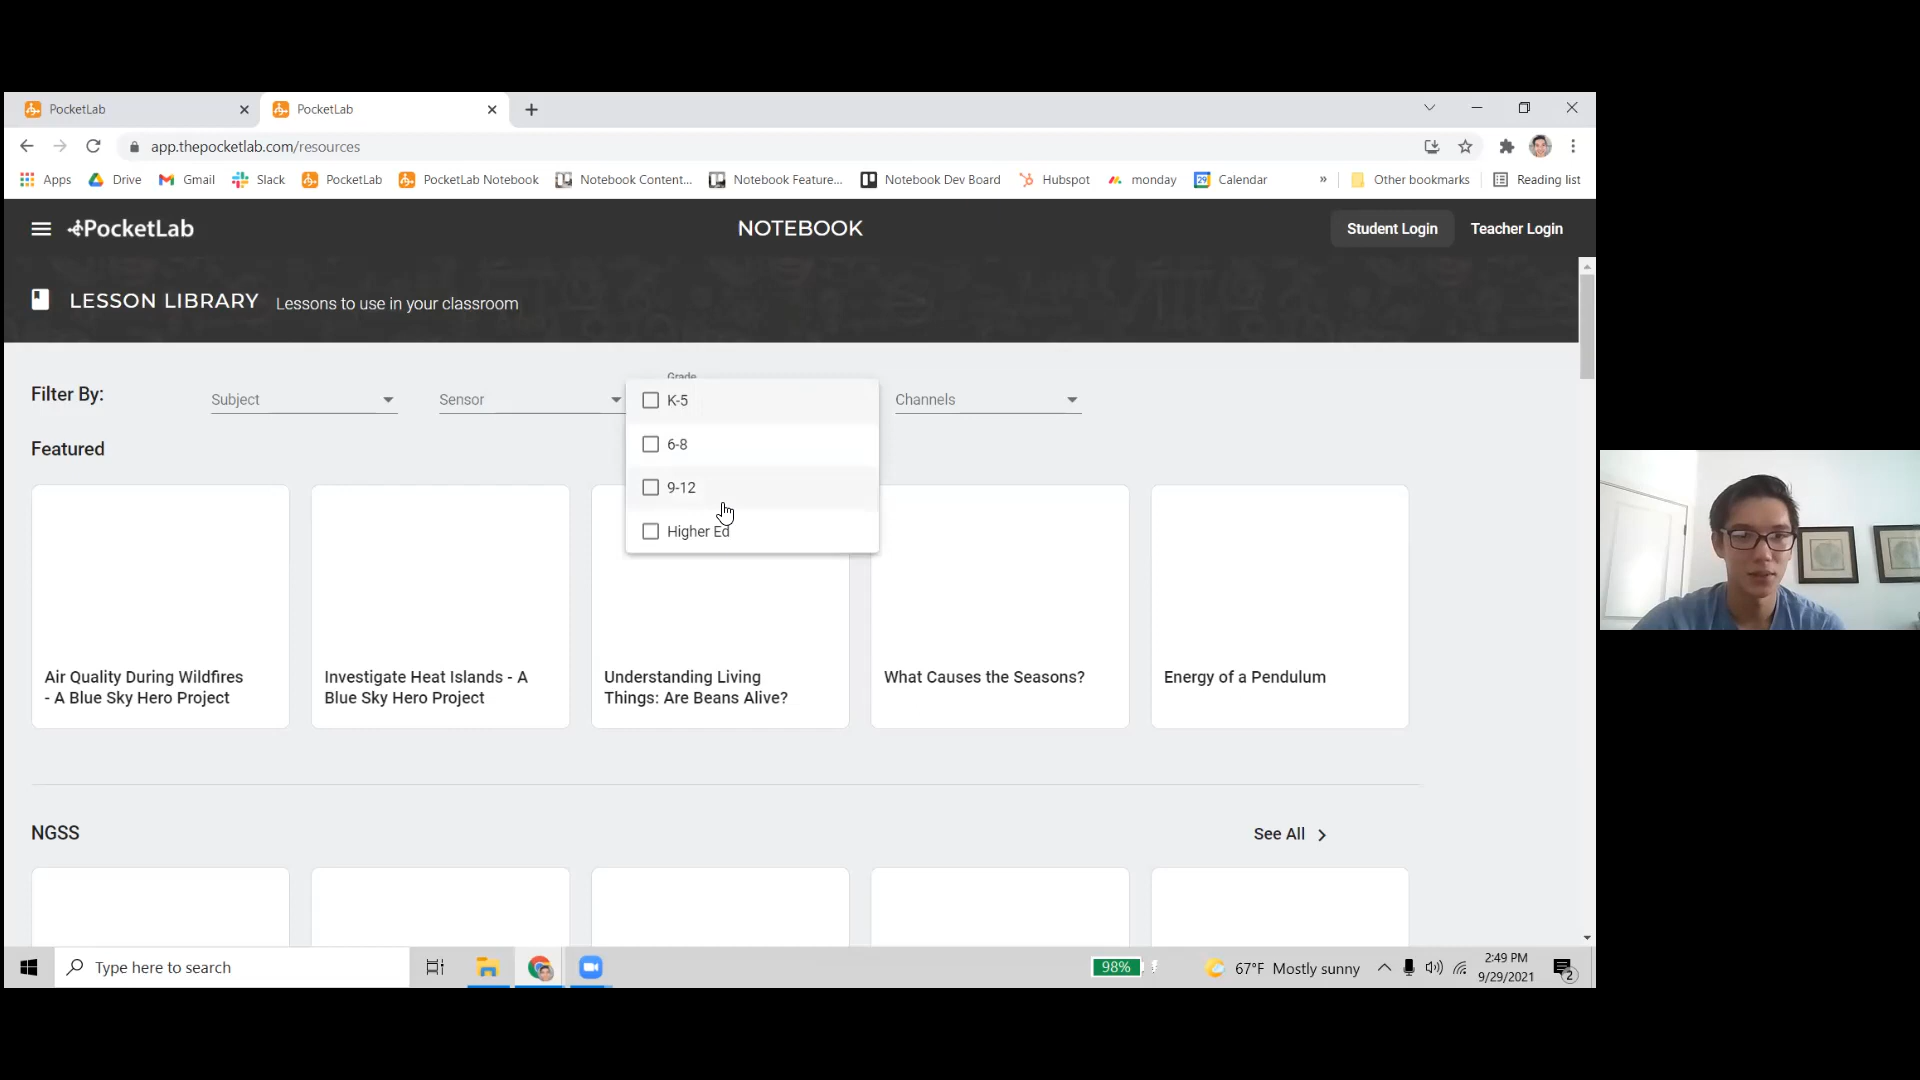 PocketLab
PocketLab
app.thepocketlab.com/resources
Apps Drive Gmail Slack PocketLab PocketLab Notebook Notebook Content... Notebook Feature... Notebook Dev Board Hubspot monday 29 Calendar » Other bookmarks Reading list
PocketLab NOTEBOOK Student Login Teacher Login
LESSON LIBRARY Lessons to use in your classroom
Filter By: Subject Sensor Grade Channels
K-5
6-8
9-12
Higher Ed
Featured
Air Quality During Wildfires
- A Blue Sky Hero Project
Investigate Heat Islands - A
Blue Sky Hero Project
Understanding Living
Things: Are Beans Alive?
What Causes the Seasons?
Energy of a Pendulum
NGSS See All
Type here to search
98% 67°F Mostly sunny
2:49 PM
9/29/2021
2